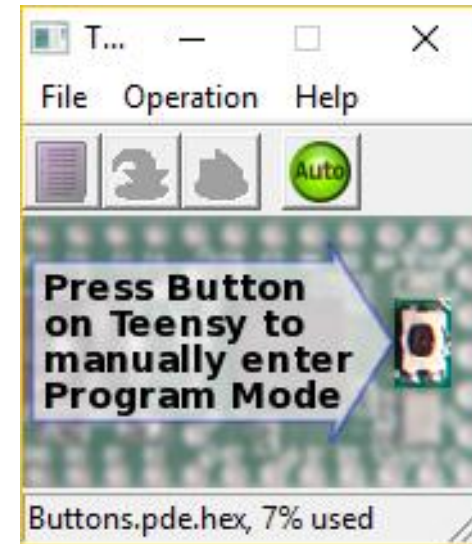 T...
File Operation Help
Auto
Press Button
on Teensy to
manually enter
Program Mode
Buttons.pde.hex, 7% used